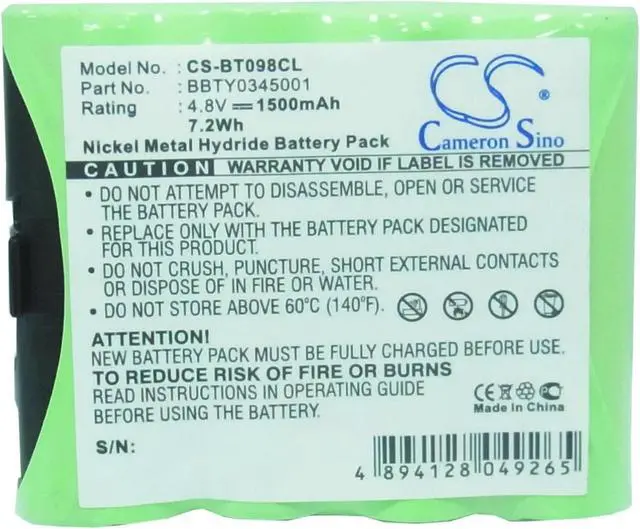 Model No. : CS-BT098CL
Part No. : BBTY0345001
Rating : 4.8V 1500mAh
7.2Wh
Nickel Metal Hydride Battery Pack
CS
®
Cameron Sino
CAUTION WARRANTY VOID IF LABEL IS REMOVED
• DO NOT ATTEMPT TO DISASSEMBLE, OPEN OR SERVICE
THE BATTERY PACK.
• REPLACE ONLY WITH THE BATTERY PACK DESIGNATED
FOR THIS PRODUCT.
• DO NOT CRUSH, PUNCTURE, SHORT EXTERNAL CONTACTS
OR DISPOSE OF IN FIRE OR WATER.
• DO NOT STORE ABOVE 60°C (140°F).
ATTENTION!
NEW BATTERY PACK MUST BE FULLY CHARGED BEFORE USE
TO REDUCE RISK OF FIRE OR BURNS
READ INSTRUCTIONS IN OPERATING GUIDE
BEFORE USING BATTERY PACK.
CE
Made in China
S/N:
4 894128 049265